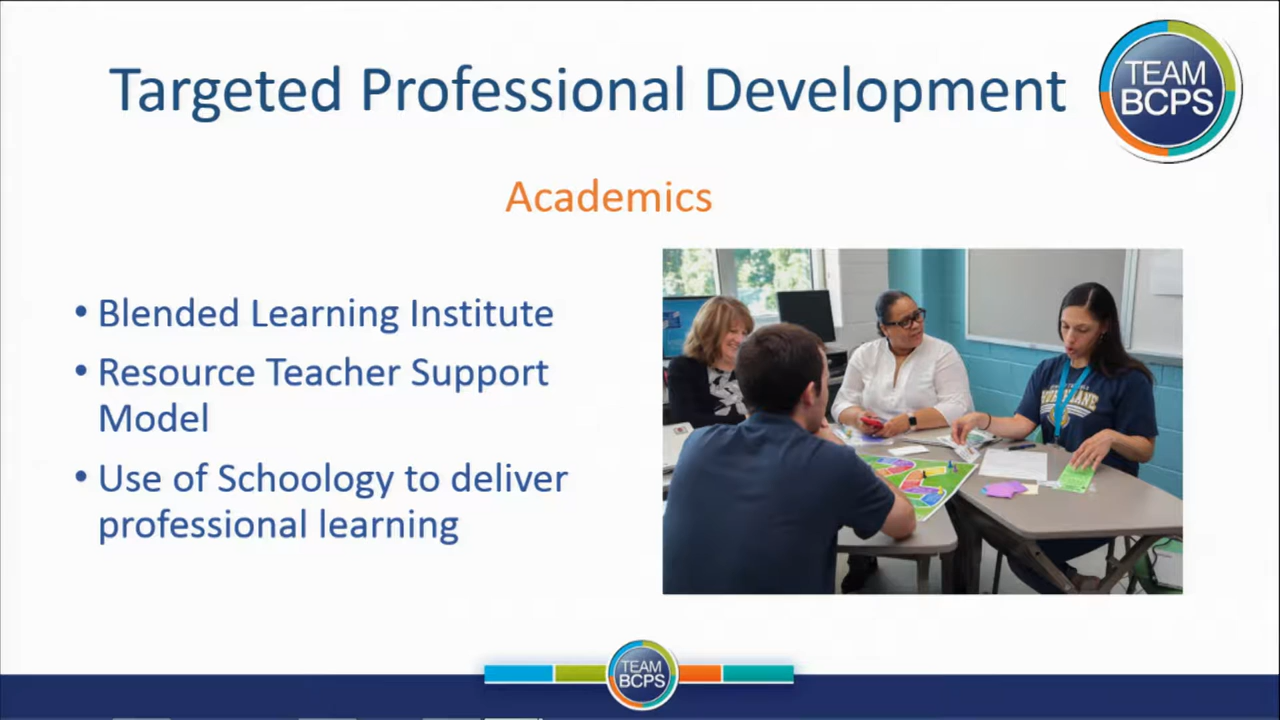 Targeted Professional Development
TEAM
BCPS
Academics
• Blended Learning Institute
• Resource Teacher Support
Model
• Use of Schoology to deliver
professional learning
TEAM
BCPS